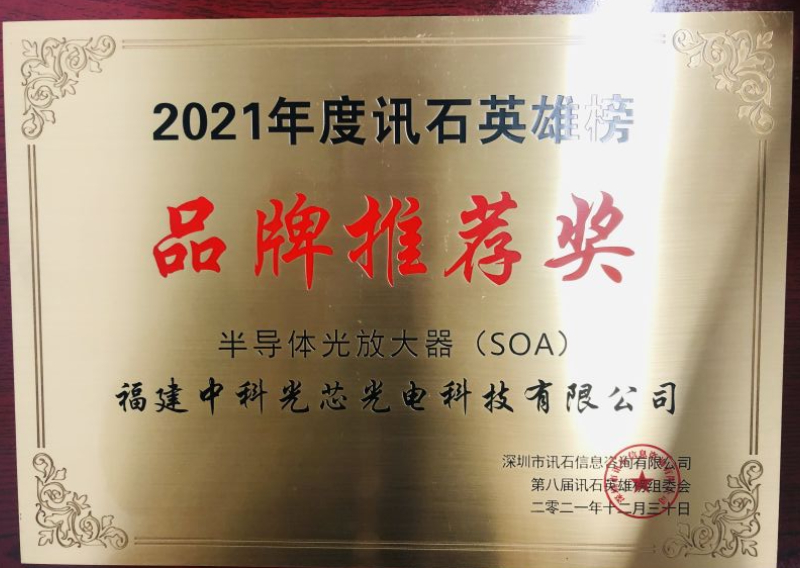 2021年度讯石英雄榜
品牌推荐奖
半导体光放大器（SOA）
福建中科光芯光电科技有限公司
深圳市讯石信息咨询有限公司
第八届讯石英雄榜组委会
二零二一年十二月三十日